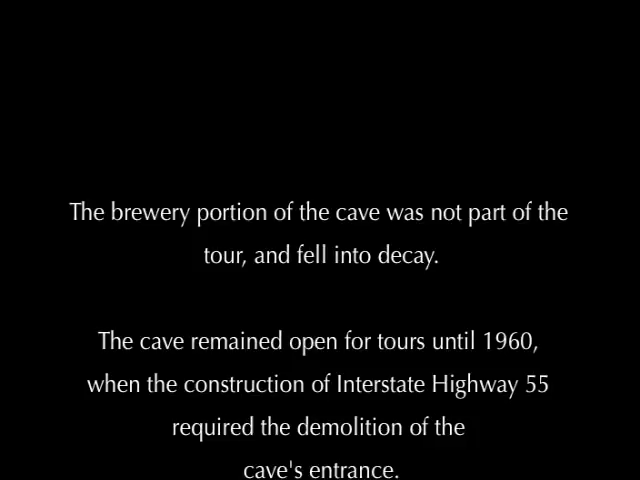 The brewery portion of the cave was not part of the
tour, and fell into decay.
The cave remained open for tours until 1960,
when the construction of Interstate Highway 55
required the demolition of the
cave's entrance.